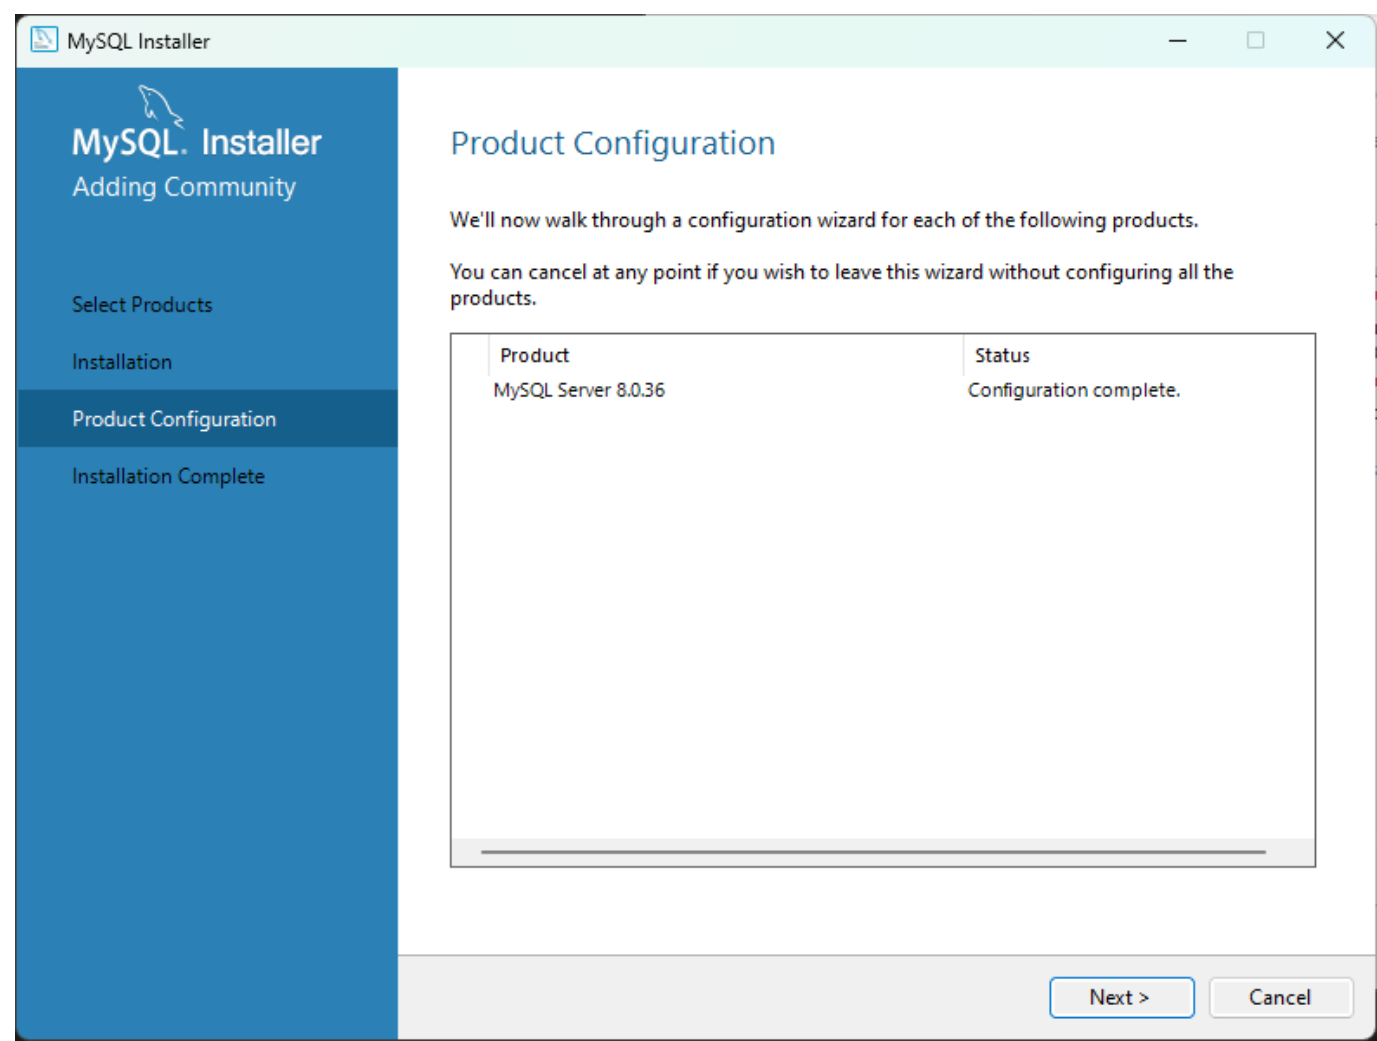 MySQL Installer
MySQL. Installer
Adding Community
Select Products
Installation
Product Configuration
Installation Complete
Product Configuration
We'll now walk through a configuration wizard for each of the following products.
You can cancel at any point if you wish to leave this wizard without configuring all the
products.
Product Status
MySQL Server 8.0.36 Configuration complete.
Next > Cancel